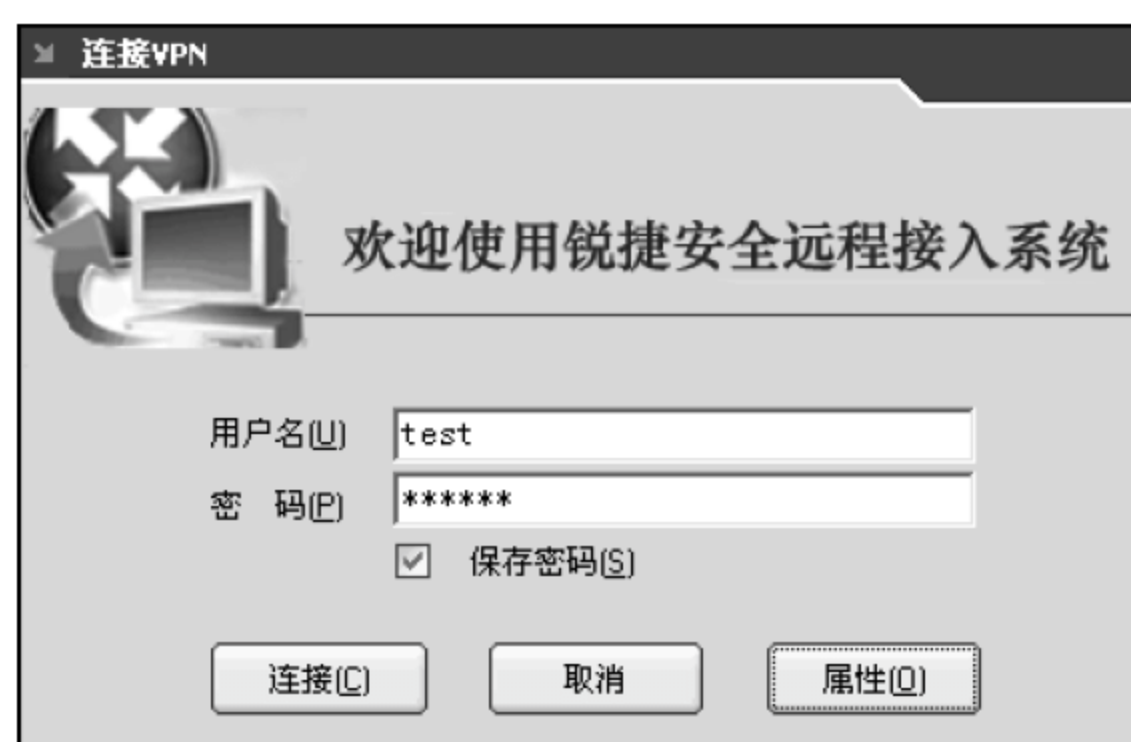 连接VPN
欢迎使用锐捷安全远程接入系统
用户名(U) test
密 码(P) ******
保存密码(S)
连接(C) 取消 属性(O)